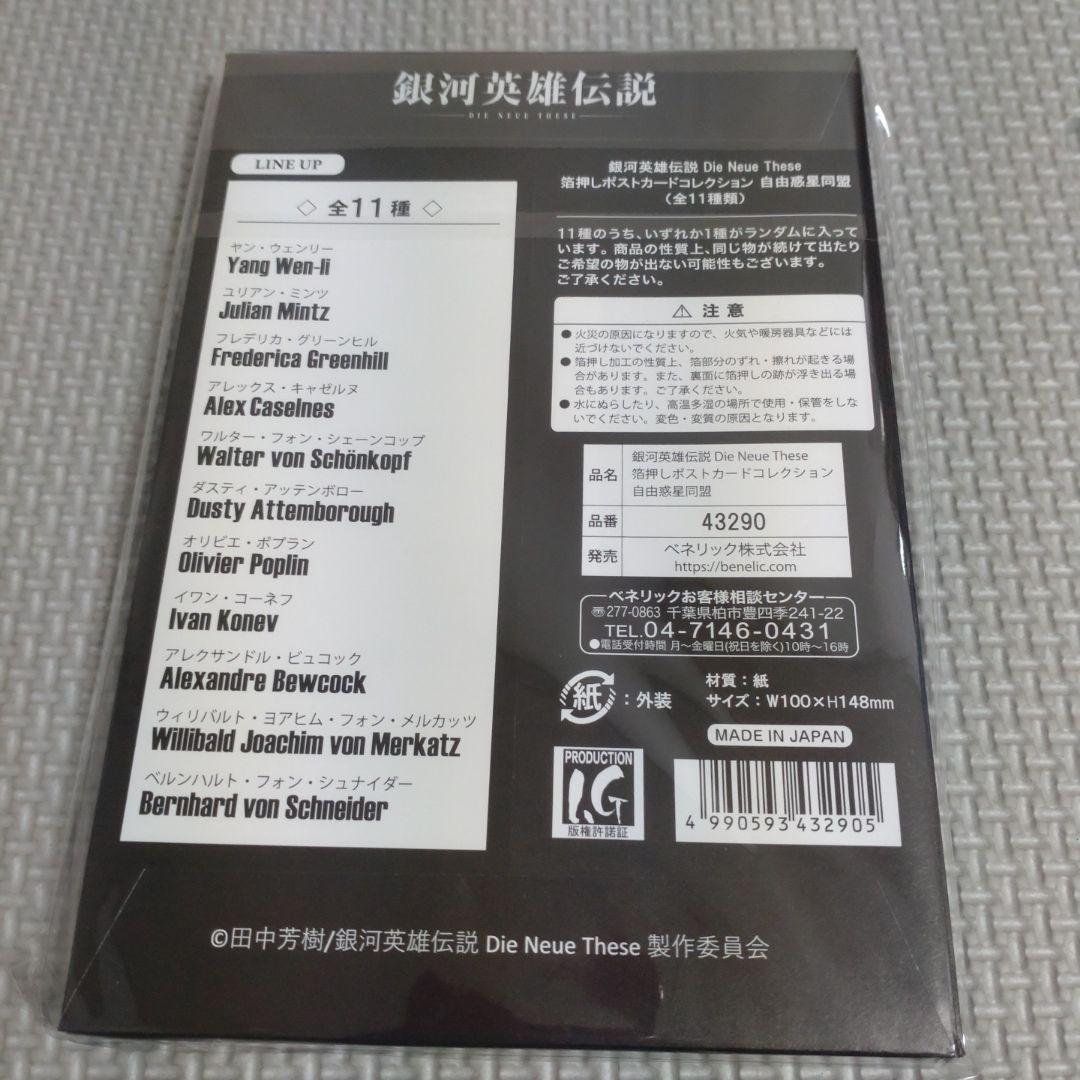 銀河英雄伝説
DIE NEUE THESE
LINE UP
◇ 全11種 ◇
ヤン・ウェンリー
Yang Wen-li
ユリアン・ミンツ
Julian Mintz
フレデリカ・グリーンヒル
Frederica Greenhill
アレックス・キャゼルヌ
Alex Caselnes
ワルター・フォン・シェーンコップ
Walter von Schönkopf
ダスティ・アッテンボロー
Dusty Attemborough
オリビエ・ポプラン
Olivier Poplin
イワン・コーネフ
Ivan Konev
アレクサンドル・ビュコック
Alexandre Bewcock
ウィリバルト・ヨアヒム・フォン・メルカッツ
Willibald Joachim von Merkatz
ベルンハルト・フォン・シュナイダー
Bernhard von Schneider
銀河英雄伝説 Die Neue These
箔押しポストカードコレクション 自由惑星同盟
（全11種類）
11種のうち、いずれか1種がランダムに入って
います。商品の性質上、同じ物が続けて出たり
ご希望の物が出ない可能性もございます。
ご了承ください。
⚠ 注意
●火災の原因になりますので、火気や暖房器具などには
近づけないでください。
●箔押し加工の性質上、箔部分のずれ・擦れが起きる場
合があります。また、裏面に箔押しの跡が浮き出る場
合もあります。ご了承ください。
●水にぬらしたり、高温多湿の場所で使用・保管をしな
いでください。変色・変質の原因となります。
品名 銀河英雄伝説 Die Neue These
箔押しポストカードコレクション
自由惑星同盟
品番 43290
発売 ベネリック株式会社
https://benelic.com
ベネリックお客様相談センター
〠277-0863 千葉県柏市豊四季241-22
TEL.04-7146-0431
●電話受付時間 月〜金曜日(祝日を除く)10時〜16時
紙：外装
材質：紙
サイズ：W100×H148mm
MADE IN JAPAN
PRODUCTION
I.G
版権許諾証
4 990593 432905
©田中芳樹/銀河英雄伝説 Die Neue These 製作委員会